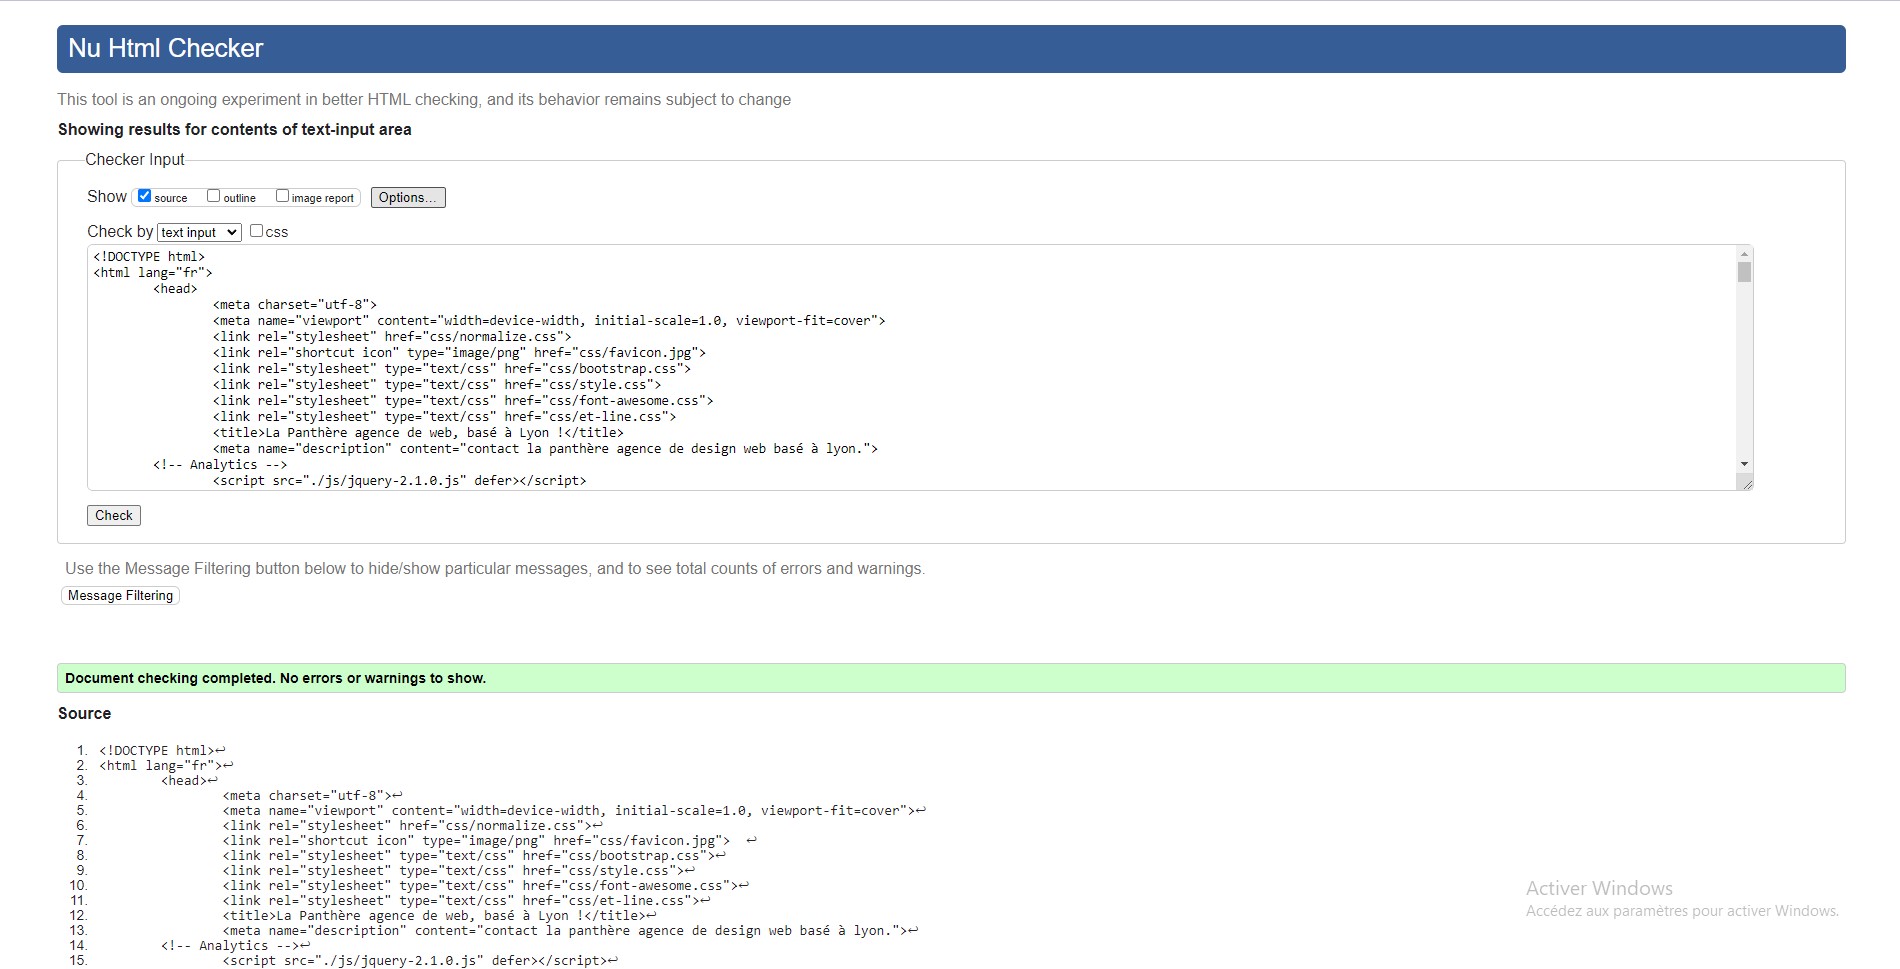 Nu Html Checker
This tool is an ongoing experiment in better HTML checking, and its behavior remains subject to change
Showing results for contents of text-input area
Checker Input
Show source outline image report Options...
Check by text input css
<!DOCTYPE html>
<html lang="fr">
<head>
<meta charset="utf-8">
<meta name="viewport" content="width=device-width, initial-scale=1.0, viewport-fit=cover">
<link rel="stylesheet" href="css/normalize.css">
<link rel="shortcut icon" type="image/png" href="css/favicon.jpg">
<link rel="stylesheet" type="text/css" href="css/bootstrap.css">
<link rel="stylesheet" type="text/css" href="css/style.css">
<link rel="stylesheet" type="text/css" href="css/font-awesome.css">
<link rel="stylesheet" type="text/css" href="css/et-line.css">
<title>La Panthère agence de web, basé à Lyon !</title>
<meta name="description" content="contact la panthère agence de design web basé à lyon.">
<!-- Analytics -->
<script src="./js/jquery-2.1.0.js" defer></script>
Check
Use the Message Filtering button below to hide/show particular messages, and to see total counts of errors and warnings.
Message Filtering
Document checking completed. No errors or warnings to show.
Source
1. <!DOCTYPE html>↩
2. <html lang="fr">↩
3. <head>↩
4. <meta charset="utf-8">↩
5. <meta name="viewport" content="width=device-width, initial-scale=1.0, viewport-fit=cover">↩
6. <link rel="stylesheet" href="css/normalize.css">↩
7. <link rel="shortcut icon" type="image/png" href="css/favicon.jpg"> ↩
8. <link rel="stylesheet" type="text/css" href="css/bootstrap.css">↩
9. <link rel="stylesheet" type="text/css" href="css/style.css">↩
10. <link rel="stylesheet" type="text/css" href="css/font-awesome.css">↩
11. <link rel="stylesheet" type="text/css" href="css/et-line.css">↩
12. <title>La Panthère agence de web, basé à Lyon !</title>↩
13. <meta name="description" content="contact la panthère agence de design web basé à lyon.">↩
14. <!-- Analytics -->↩
15. <script src="./js/jquery-2.1.0.js" defer></script>↩
Activer Windows
Accédez aux paramètres pour activer Windows.